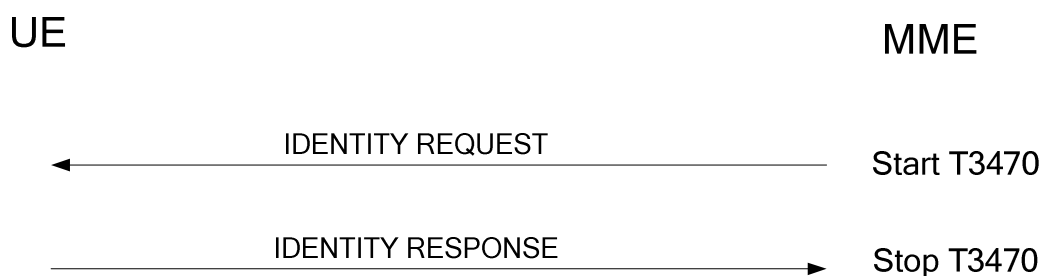 UE
MME
IDENTITY REQUEST
Start T3470
IDENTITY RESPONSE
Stop T3470